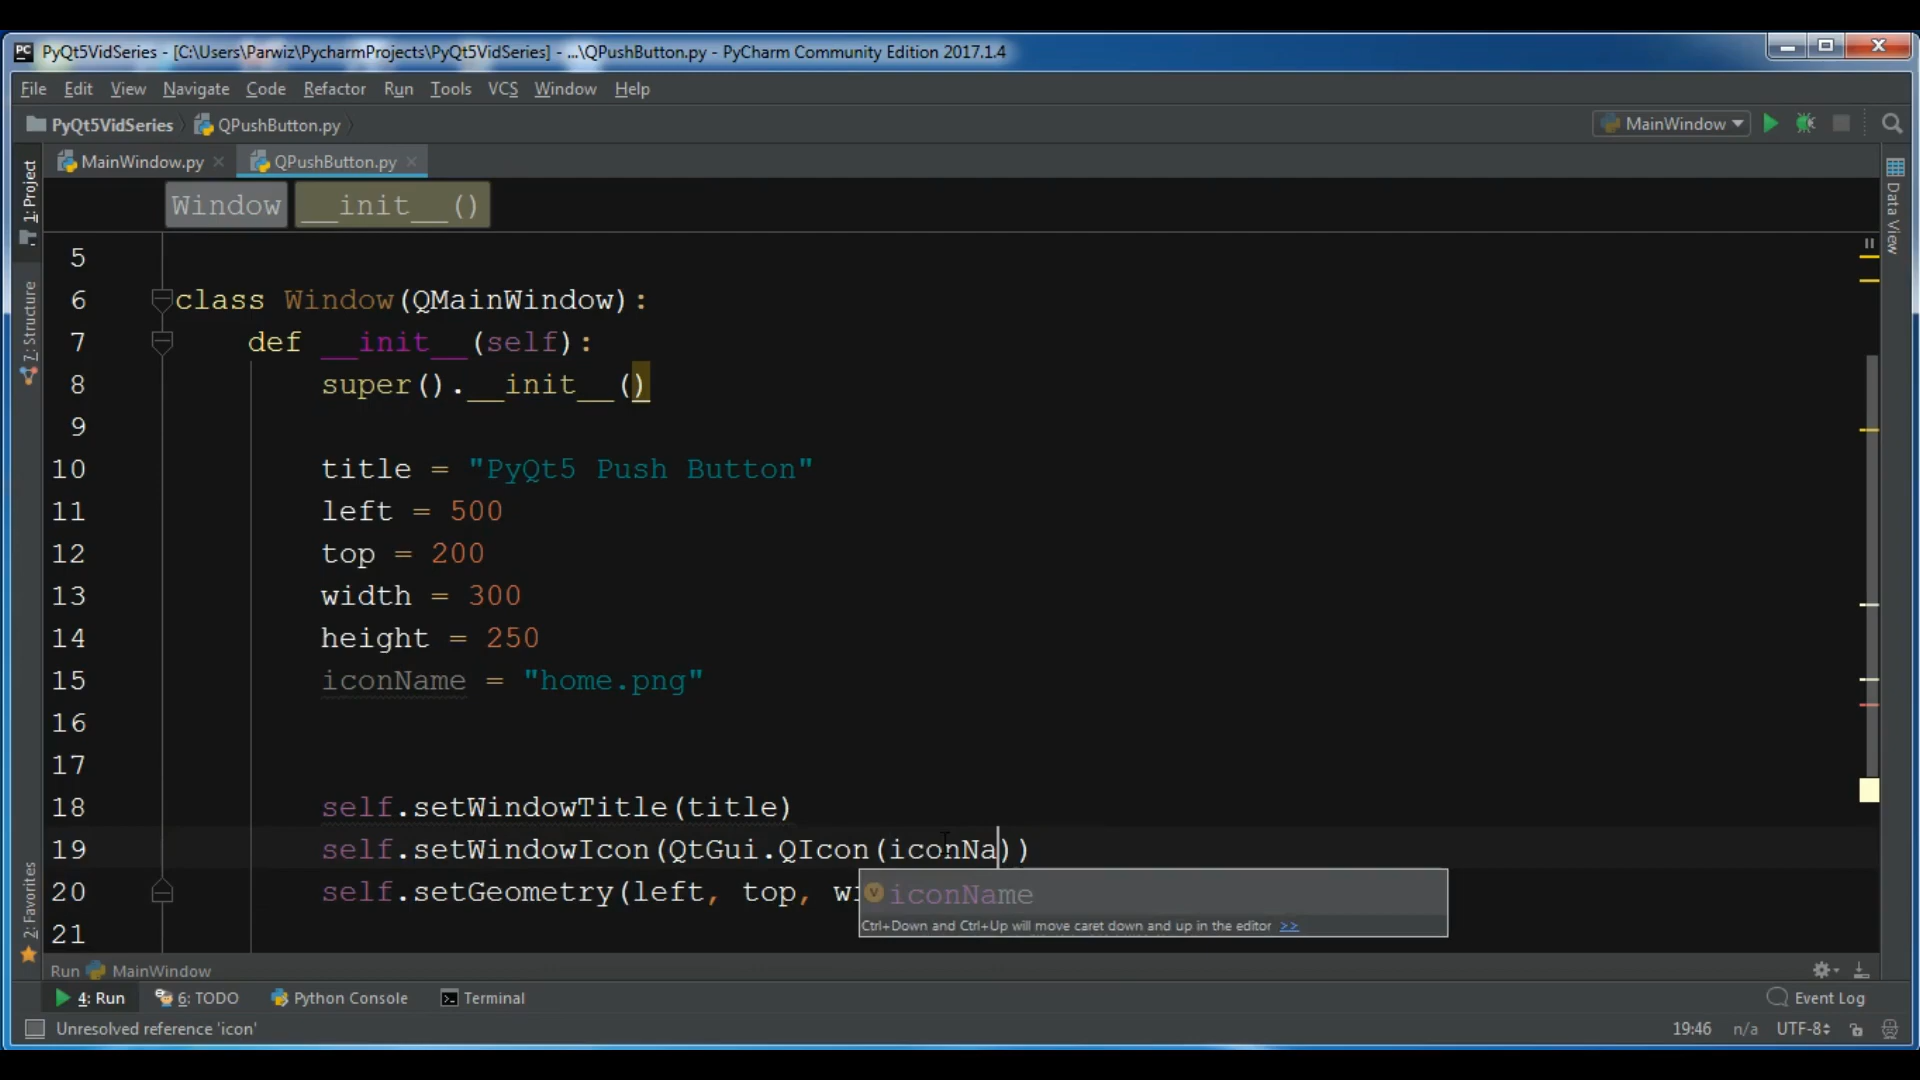 PC PyQt5VidSeries - [C:\Users\Parwiz\PycharmProjects\PyQt5VidSeries] - ...\QPushButton.py - PyCharm Community Edition 2017.1.4
File Edit View Navigate Code Refactor Run Tools VCS Window Help
PyQt5VidSeries QPushButton.py MainWindow
MainWindow.py QPushButton.py
1: Project
7: Structure
2: Favorites
Data View
Window __init__()
5
6 class Window(QMainWindow):
7 def __init__(self):
8 super().__init__()
9
10 title = "PyQt5 Push Button"
11 left = 500
12 top = 200
13 width = 300
14 height = 250
15 iconName = "home.png"
16
17
18 self.setWindowTitle(title)
19 self.setWindowIcon(QtGui.QIcon(iconNa))
20 self.setGeometry(left, top, wi
v iconName
Ctrl+Down and Ctrl+Up will move caret down and up in the editor >>
21
Run MainWindow
4: Run 6: TODO Python Console Terminal Event Log
Unresolved reference 'icon' 19:46 n/a UTF-8